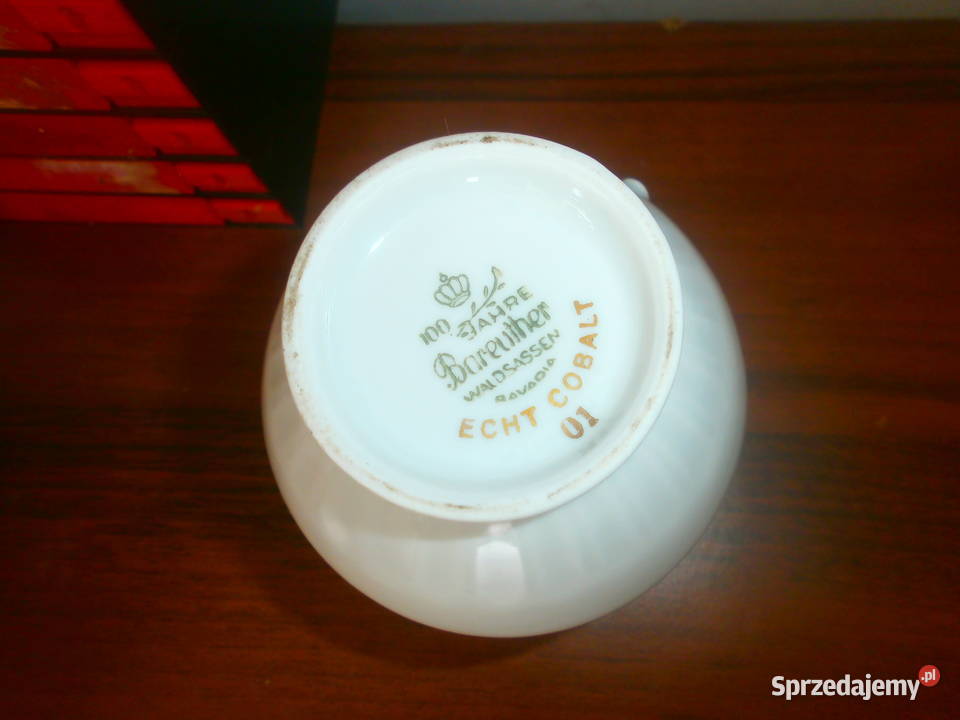 100 JAHRE
Bareuther
WALDSASSEN
BAVARIA
ECHT COBALT
01
Sprzedajemy.pl